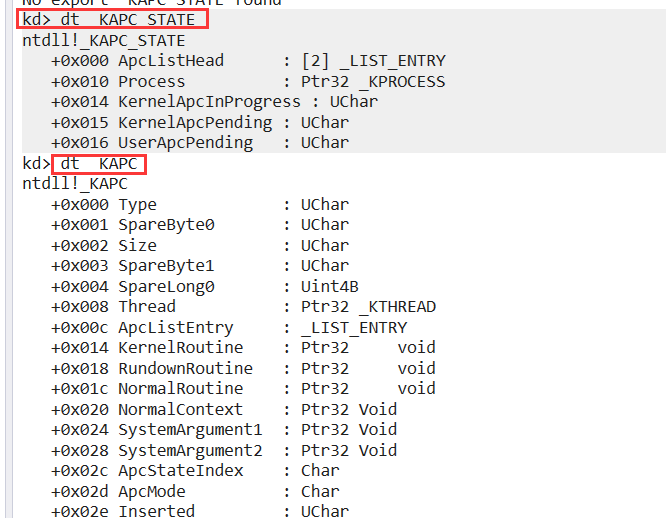 No export _KAPC_STATE found
kd> dt _KAPC_STATE
ntdll!_KAPC_STATE
   +0x000 ApcListHead      : [2] _LIST_ENTRY
   +0x010 Process          : Ptr32 _KPROCESS
   +0x014 KernelApcInProgress : UChar
   +0x015 KernelApcPending : UChar
   +0x016 UserApcPending   : UChar
kd> dt _KAPC
ntdll!_KAPC
   +0x000 Type             : UChar
   +0x001 SpareByte0       : UChar
   +0x002 Size             : UChar
   +0x003 SpareByte1       : UChar
   +0x004 SpareLong0       : Uint4B
   +0x008 Thread           : Ptr32 _KTHREAD
   +0x00c ApcListEntry     : _LIST_ENTRY
   +0x014 KernelRoutine    : Ptr32     void
   +0x018 RundownRoutine   : Ptr32     void
   +0x01c NormalRoutine    : Ptr32     void
   +0x020 NormalContext    : Ptr32 Void
   +0x024 SystemArgument1  : Ptr32 Void
   +0x028 SystemArgument2  : Ptr32 Void
   +0x02c ApcStateIndex    : Char
   +0x02d ApcMode          : Char
   +0x02e Inserted         : UChar